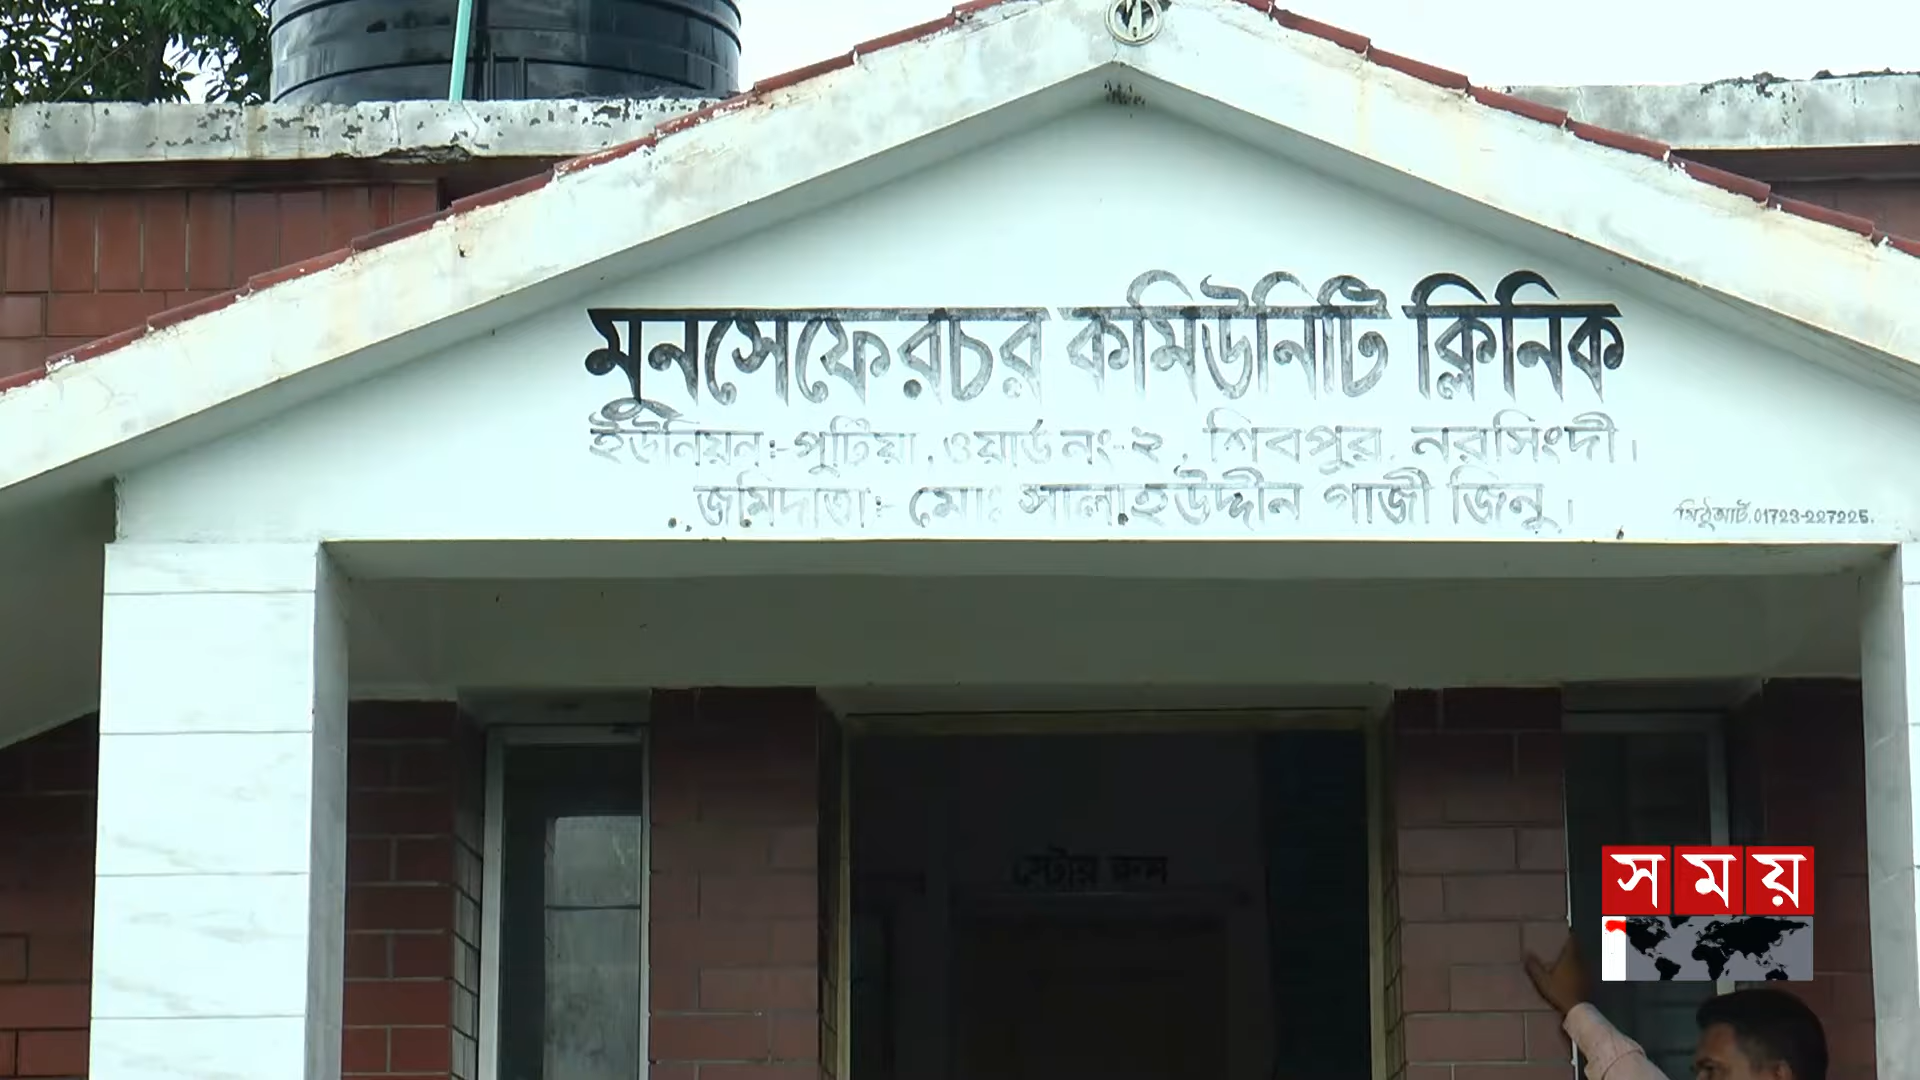 মুনসেফেরচর কমিউনিটি ক্লিনিক
ইউনিয়ন:-পুটিয়া, ওয়ার্ড নং-২, শিবপুর, নরসিংদী।
জমিদাতা:- মোঃ সালাহউদ্দীন গাজী জিনু।
মিঠু আর্ট, 01723-227225.
স্টোর রুম
সময়